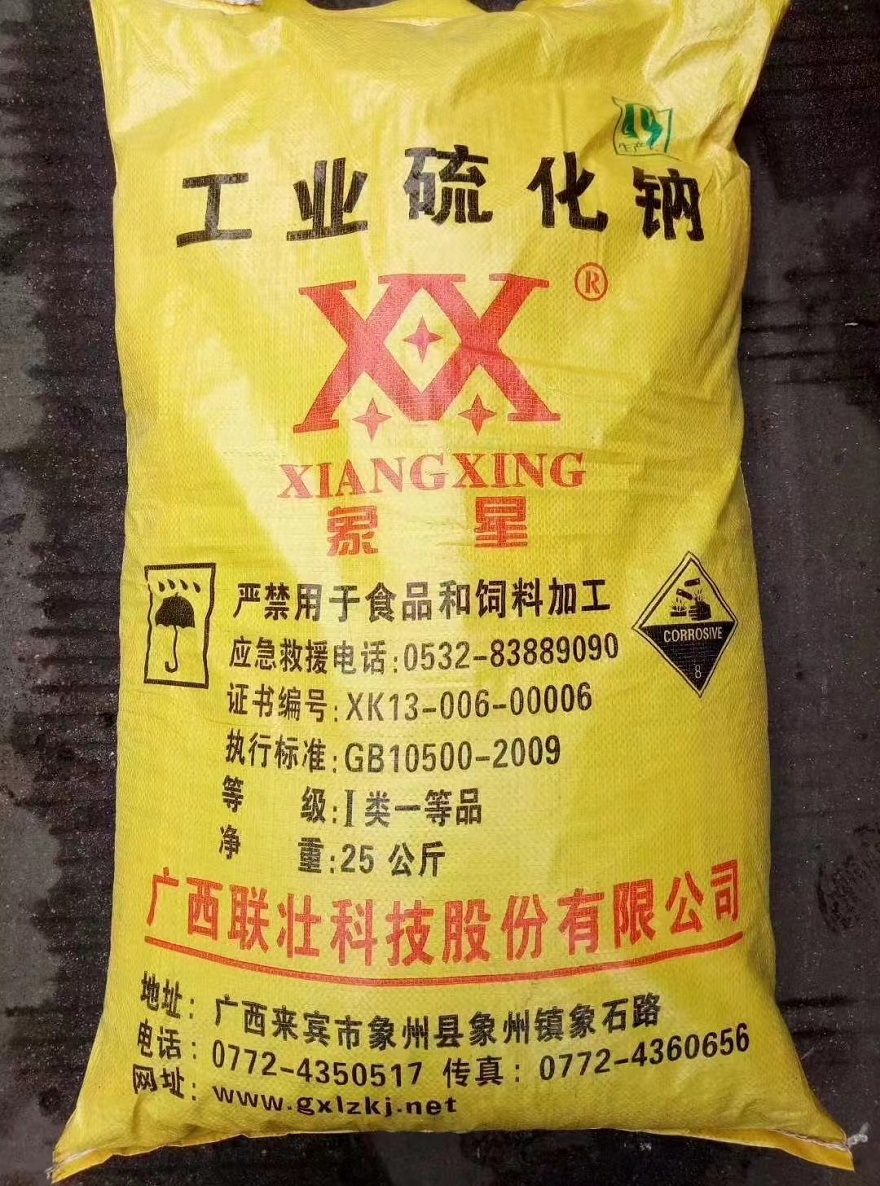 工业硫化钠
XX®
XIANGXING
象 星
严禁用于食品和饲料加工
CORROSIVE
8
应急救援电话:0532-83889090
证书编号:XK13-006-00006
执行标准:GB10500-2009
等 级:Ⅰ类一等品
净 重:25 公斤
广西联壮科技股份有限公司
地址：广西来宾市象州县象州镇象石路
电话：0772-4350517 传真：0772-4360656
网址：www.gxlzkj.net